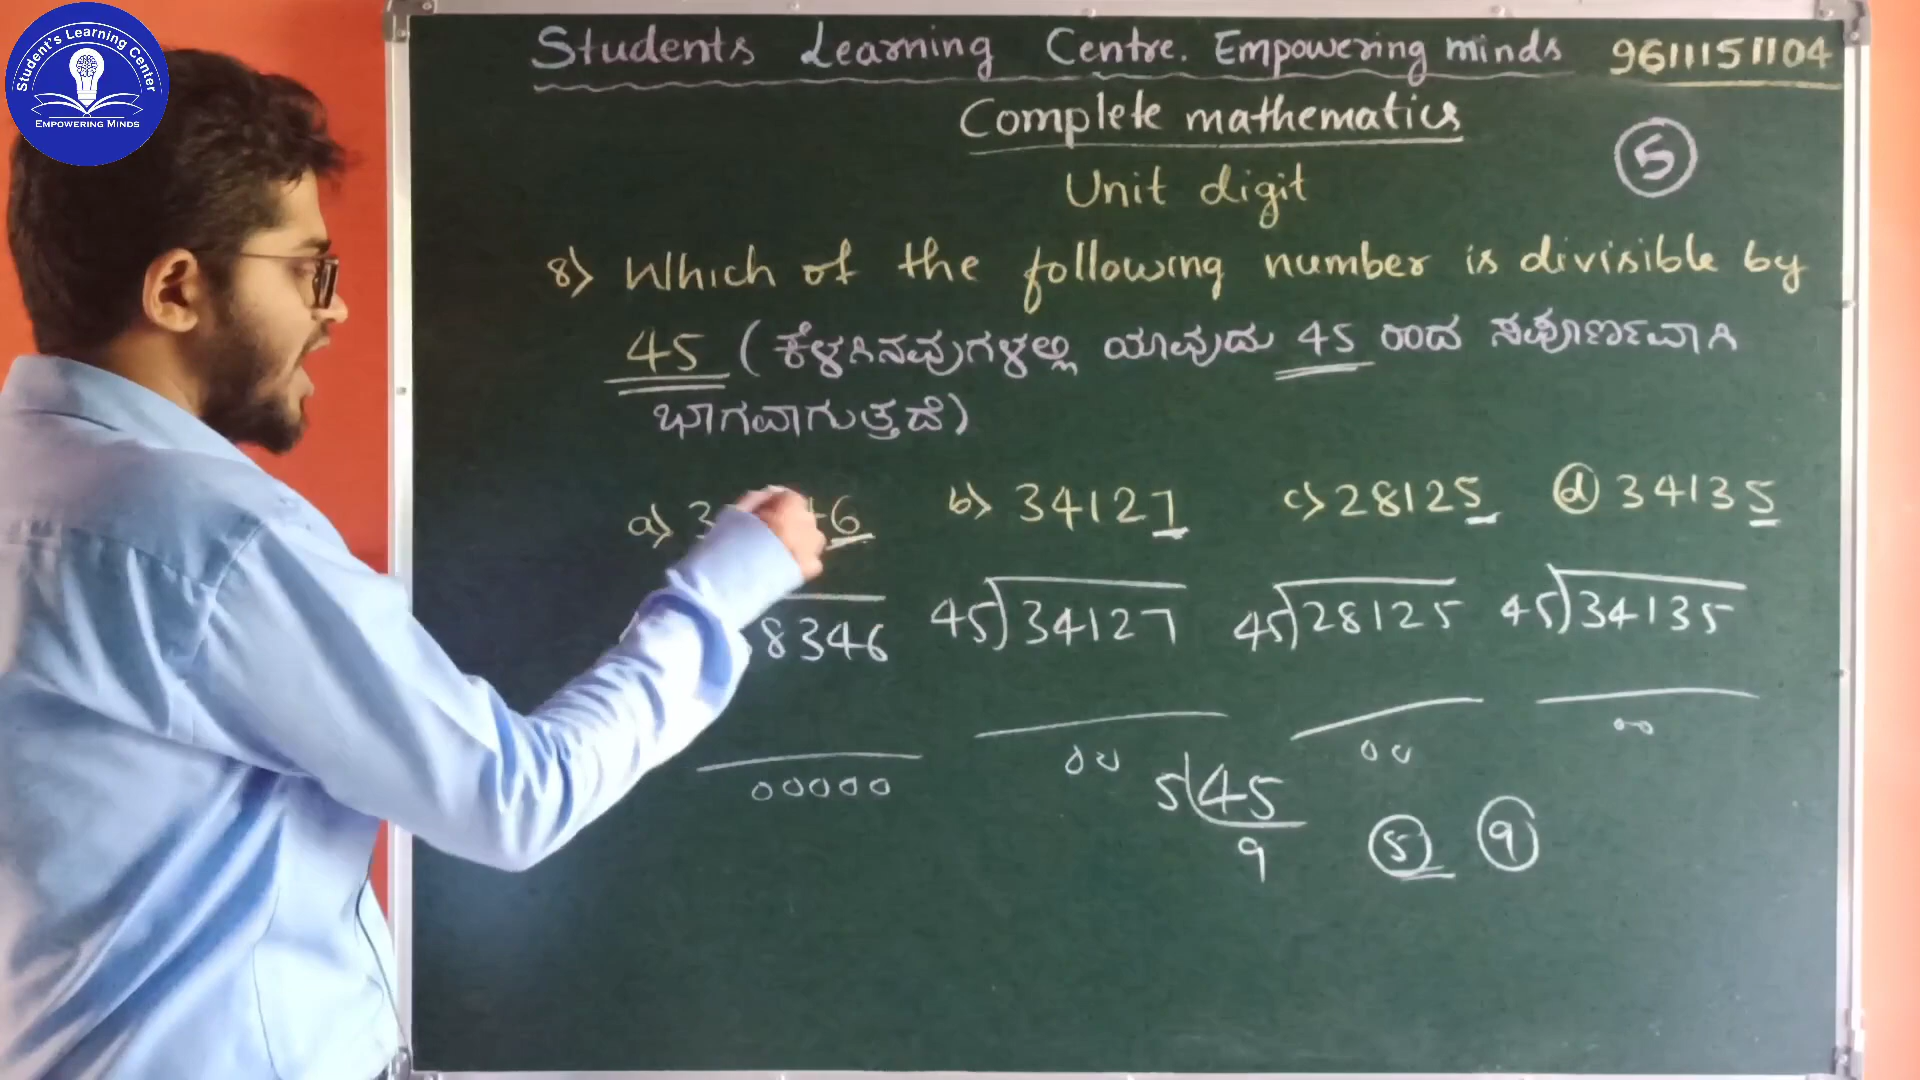 Student's Learning Center
EMPOWERING MINDS
Students Learning Centre. Empowering minds 9611151104
Complete mathematics
5
Unit digit
8) Which of the following number is divisible by
45 (ಕೆಳಗಿನವುಗಳಲ್ಲಿ ಯಾವುದು 45 ರಿಂದ ಸಂಪೂರ್ಣವಾಗಿ
ಭಾಗವಾಗುತ್ತದೆ)
a) 3 46 b) 34127 c) 28125 d) 34135
8346 45)34127 45)28125 45)34135
00000 00 00 00
5 45
9 5 9